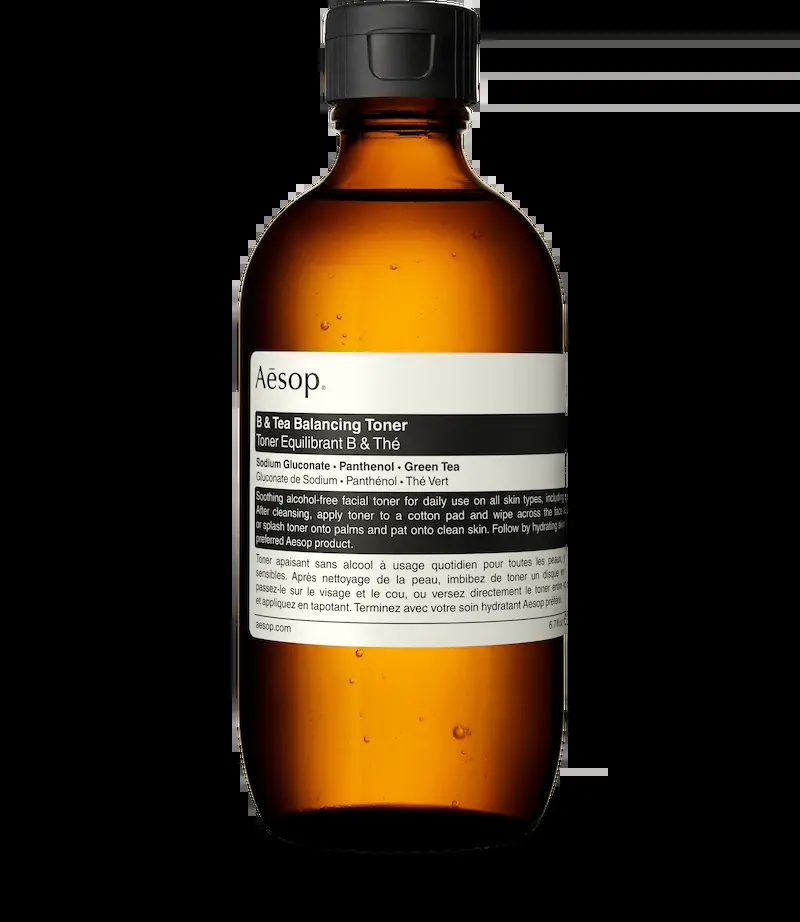 Aēsop®
B & Tea Balancing Toner
Toner Equilibrant B & Thé
Sodium Gluconate • Panthenol • Green Tea
Gluconate de Sodium • Panthénol • Thé Vert
Soothing alcohol-free facial toner for daily use on all skin types, including
After cleansing, apply toner to a cotton pad and wipe across the face
or splash toner onto palms and pat onto clean skin. Follow by hydrating skin
preferred Aesop product.
Toner apaisant sans alcool à usage quotidien pour toutes les peaux,
sensibles. Après nettoyage de la peau, imbibez de toner un disque
passez-le sur le visage et le cou, ou versez directement le toner entre
et appliquez en tapotant. Terminez avec votre soin hydratant Aesop préféré.
aesop.com 6.7